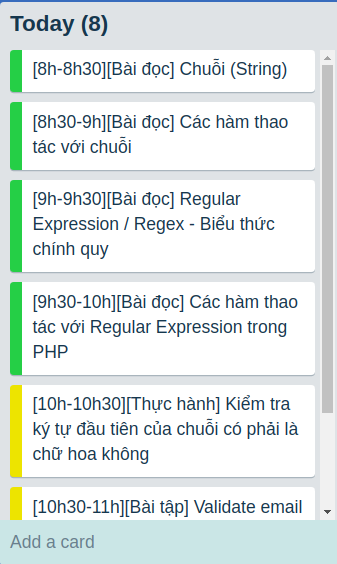 Today (8)
[8h-8h30][Bài đọc] Chuỗi (String)
[8h30-9h][Bài đọc] Các hàm thao
tác với chuỗi
[9h-9h30][Bài đọc] Regular
Expression / Regex - Biểu thức
chính quy
[9h30-10h][Bài đọc] Các hàm thao
tác với Regular Expression trong
PHP
[10h-10h30][Thực hành] Kiểm tra
ký tự đầu tiên của chuỗi có phải là
chữ hoa không
[10h30-11h][Bài tập] Validate email
Add a card